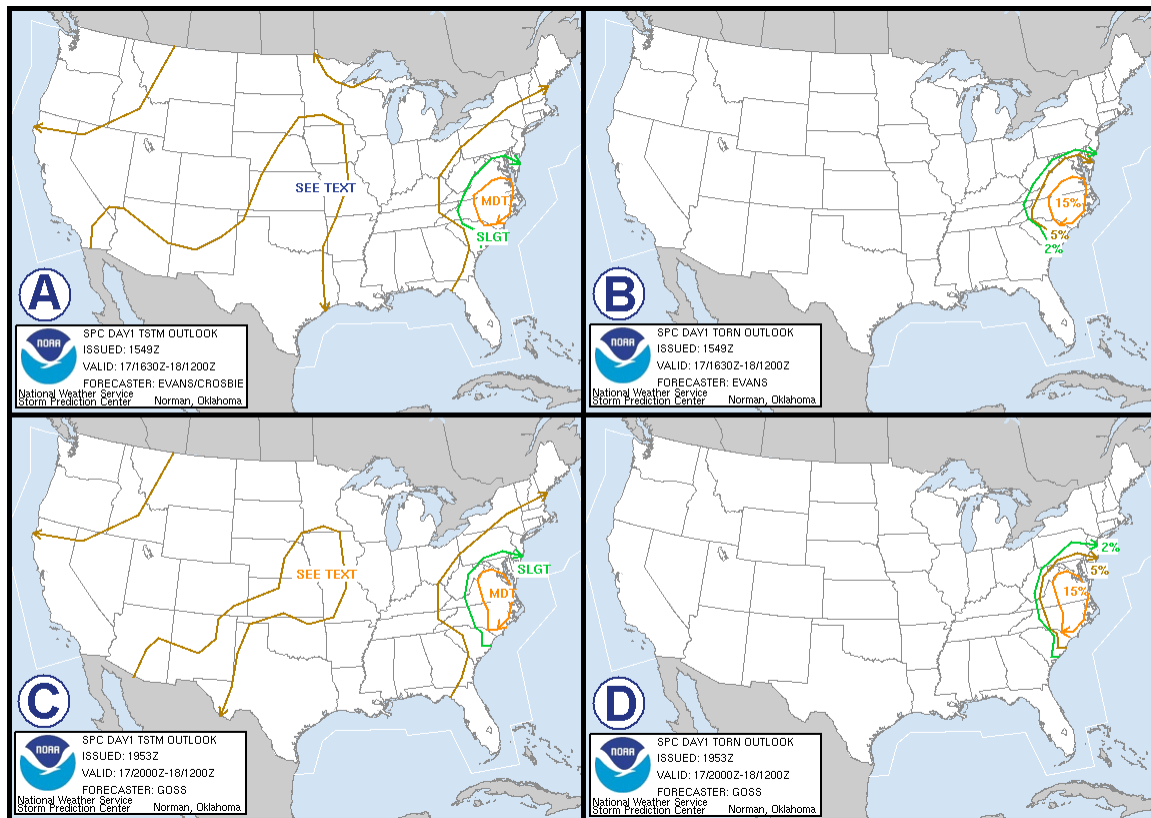 SEE TEXT
MDT
SLGT
A
NOAA
SPC DAY1 TSTM OUTLOOK
ISSUED: 1549Z
VALID: 17/1630Z-18/1200Z
FORECASTER: EVANS/CROSBIE
National Weather Service
Storm Prediction Center Norman, Oklahoma
15%
5%
2%
B
NOAA
SPC DAY1 TORN OUTLOOK
ISSUED: 1549Z
VALID: 17/1630Z-18/1200Z
FORECASTER: EVANS
National Weather Service
Storm Prediction Center Norman, Oklahoma
SLGT
SEE TEXT
MDT
C
NOAA
SPC DAY1 TSTM OUTLOOK
ISSUED: 1953Z
VALID: 17/2000Z-18/1200Z
FORECASTER: GOSS
National Weather Service
Storm Prediction Center Norman, Oklahoma
2%
5%
15%
D
NOAA
SPC DAY1 TORN OUTLOOK
ISSUED: 1953Z
VALID: 17/2000Z-18/1200Z
FORECASTER: GOSS
National Weather Service
Storm Prediction Center Norman, Oklahoma